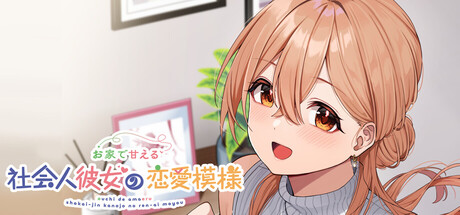 お家で甘える
社会人彼女の恋愛模様
ouchi de amaeru
shakai-jin kanojo no ren-ai moyou